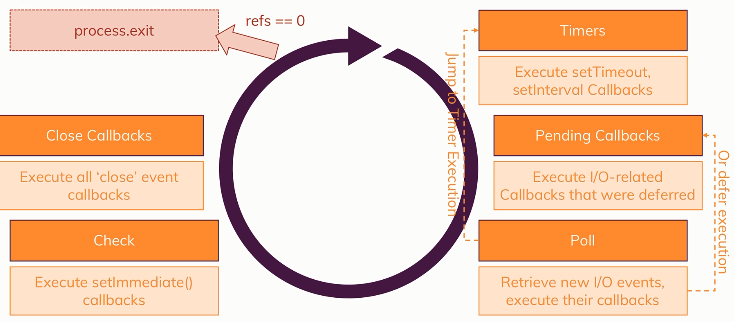 process.exit
refs == 0
Timers
Execute setTimeout,
setInterval Callbacks
Jump to Timer Execution
Close Callbacks
Execute all ‘close’ event
callbacks
Pending Callbacks
Execute I/O-related
Callbacks that were deferred
Or defer execution
Check
Execute setImmediate()
callbacks
Poll
Retrieve new I/O events,
execute their callbacks